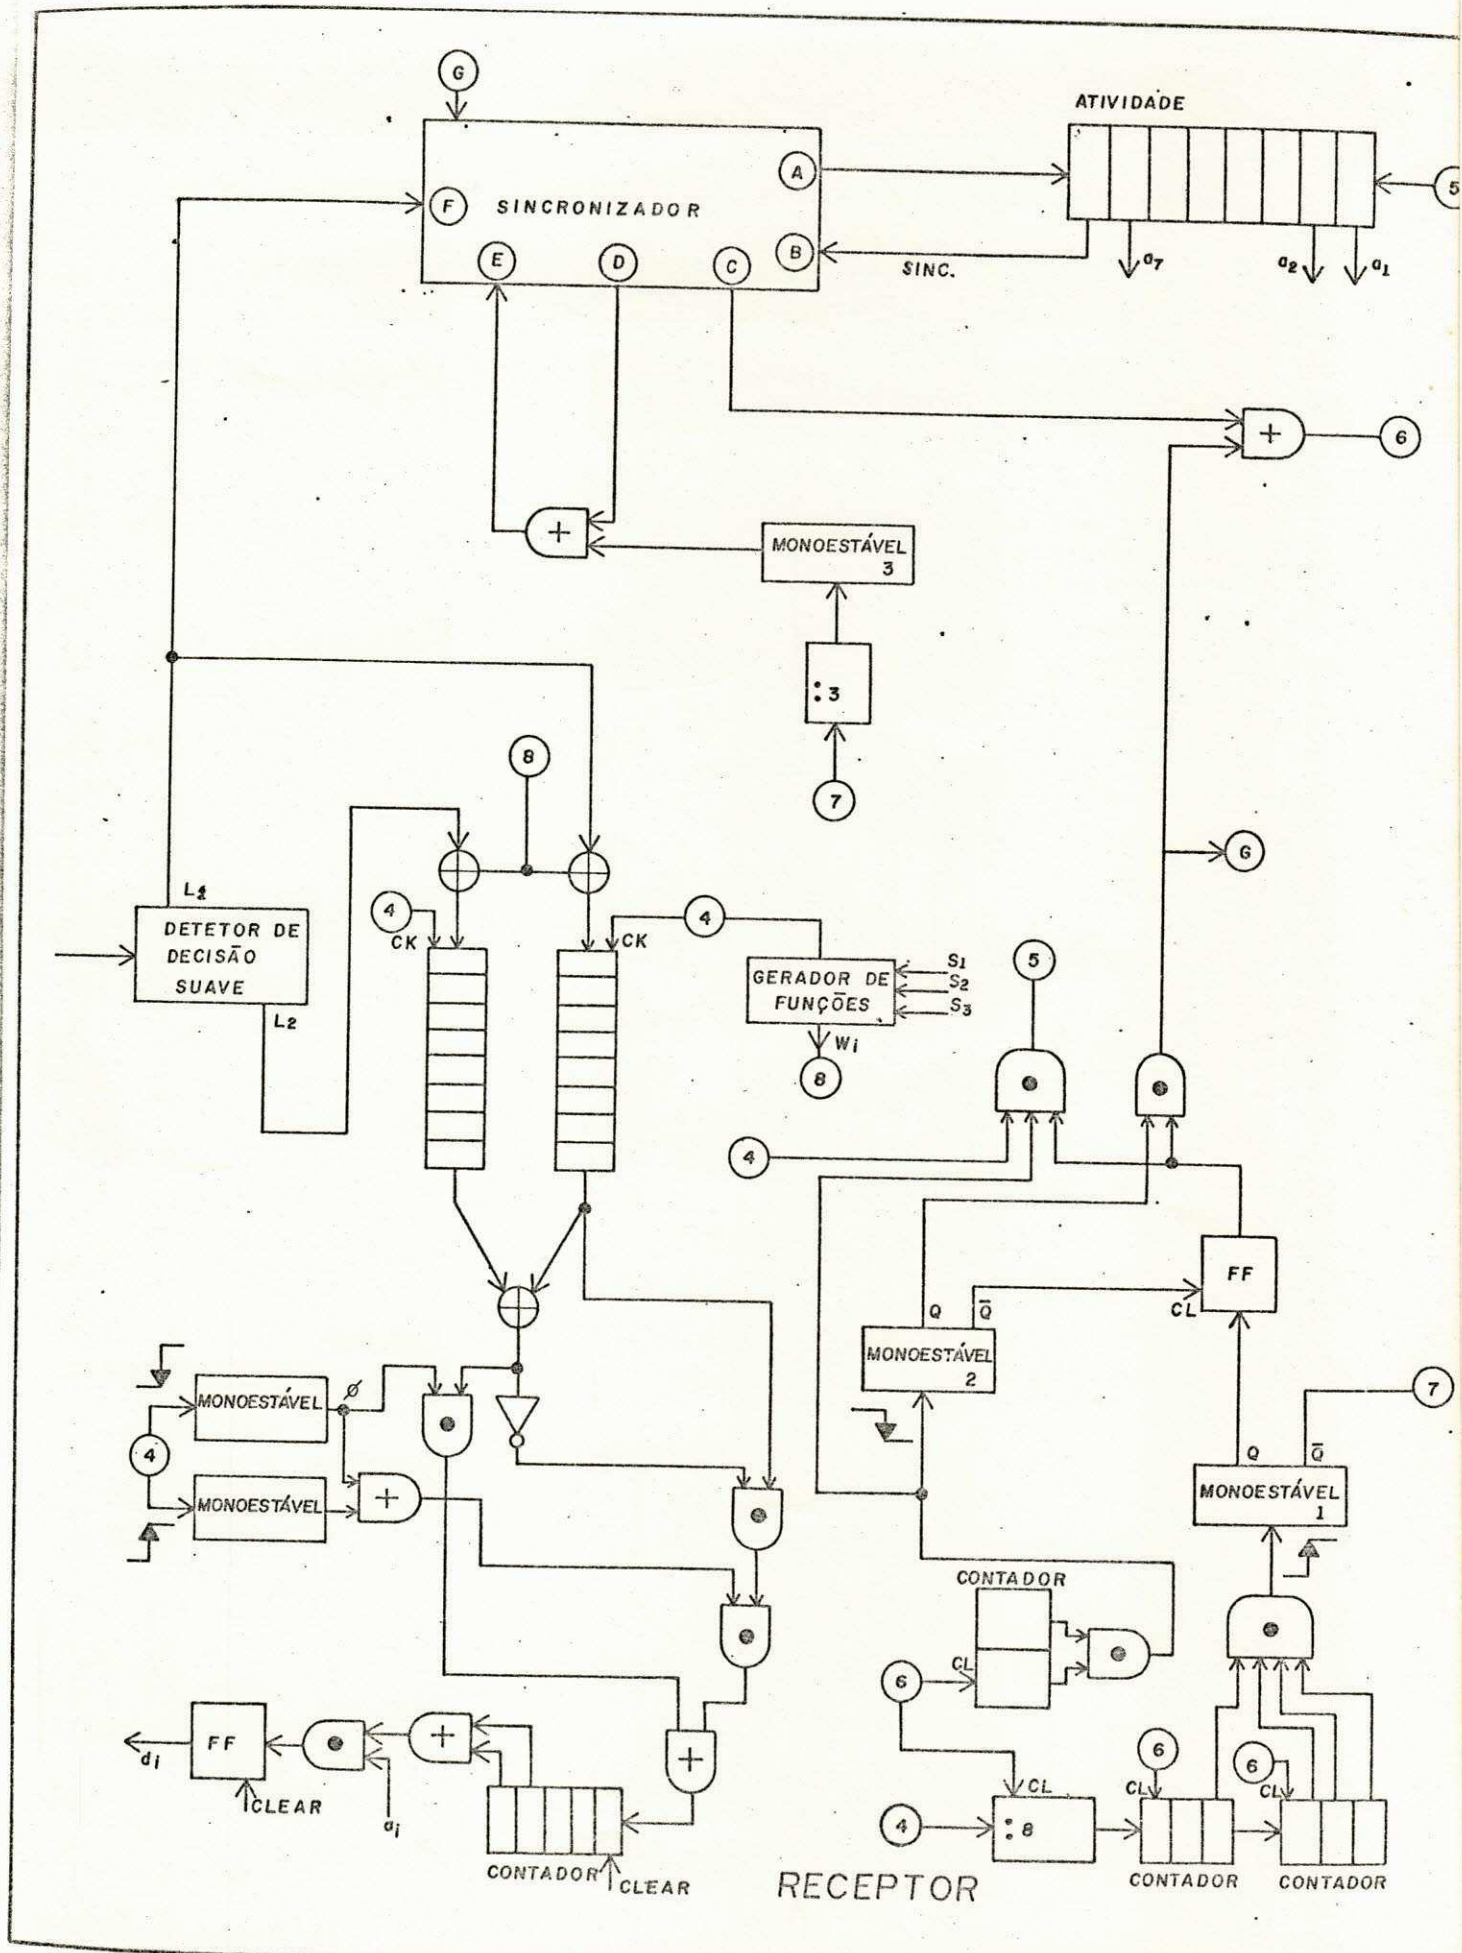 G
ATIVIDADE
A
F
SINCRONIZADOR
5
E
D
C
B
SINC.
a7
a2
a1
+
6
+
MONOESTÁVEL
3
:3
7
8
G
L1
DETETOR DE
DECISÃO
SUAVE
L2
4
CK
4
CK
GERADOR DE
FUNÇÕES
S1
S2
S3
Wi
8
5
4
FF
CL
Q
Q̄
MONOESTÁVEL
2
MONOESTÁVEL
Ø
4
MONOESTÁVEL
+
7
Q
Q̄
MONOESTÁVEL
1
CONTADOR
6
CL
FF
di
CLEAR
+
ai
+
CONTADOR
CLEAR
CL
4
:8
6
CL
6
CL
CONTADOR
CONTADOR
RECEPTOR